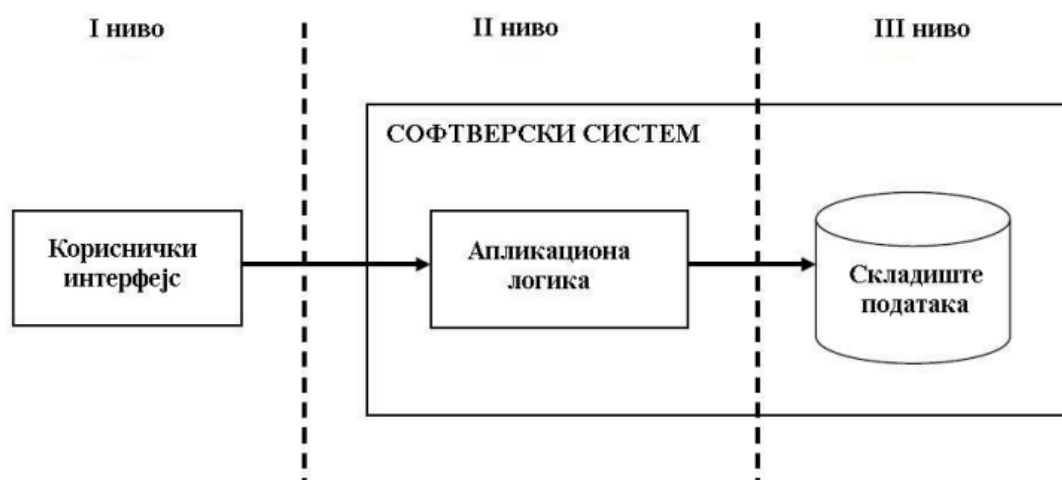 I ниво
II ниво
III ниво
СОФТВЕРСКИ СИСТЕМ
Кориснички
интерфејс
Апликациона
логика
Складиште
података